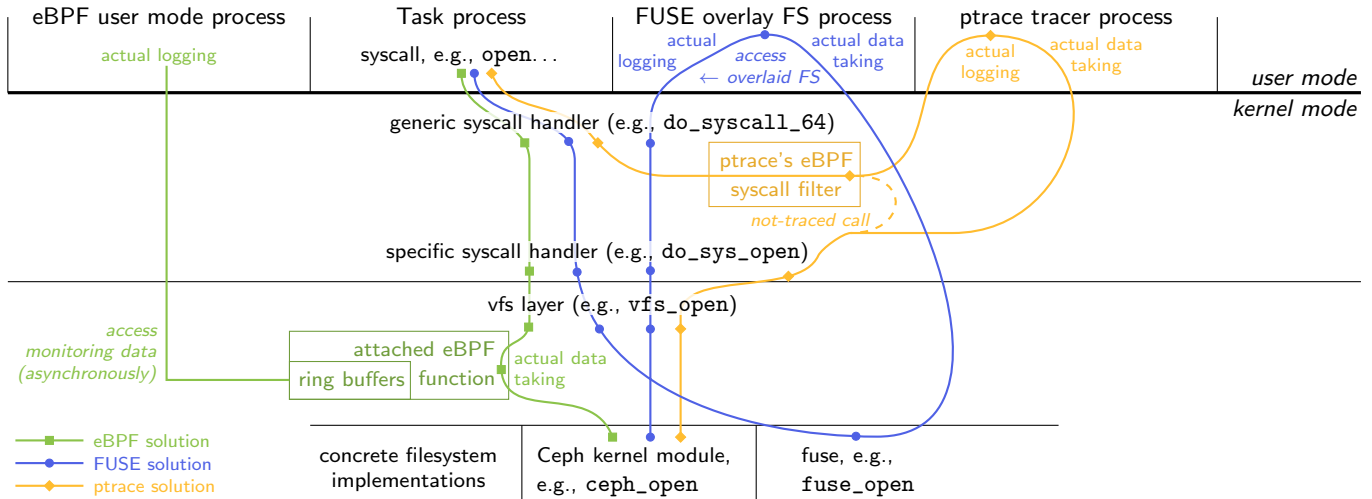 eBPF user mode process
Task process
FUSE overlay FS process
ptrace tracer process
actual logging
syscall, e.g., open...
actual
logging
access
← overlaid FS
actual data
taking
actual
logging
actual data
taking
user mode
kernel mode
generic syscall handler (e.g., do_syscall_64)
ptrace's eBPF
syscall filter
not-traced call
specific syscall handler (e.g., do_sys_open)
vfs layer (e.g., vfs_open)
access
monitoring data
(asynchronously)
attached eBPF
ring buffers
function
actual data
taking
eBPF solution
FUSE solution
ptrace solution
concrete filesystem
implementations
Ceph kernel module,
e.g., ceph_open
fuse, e.g.,
fuse_open